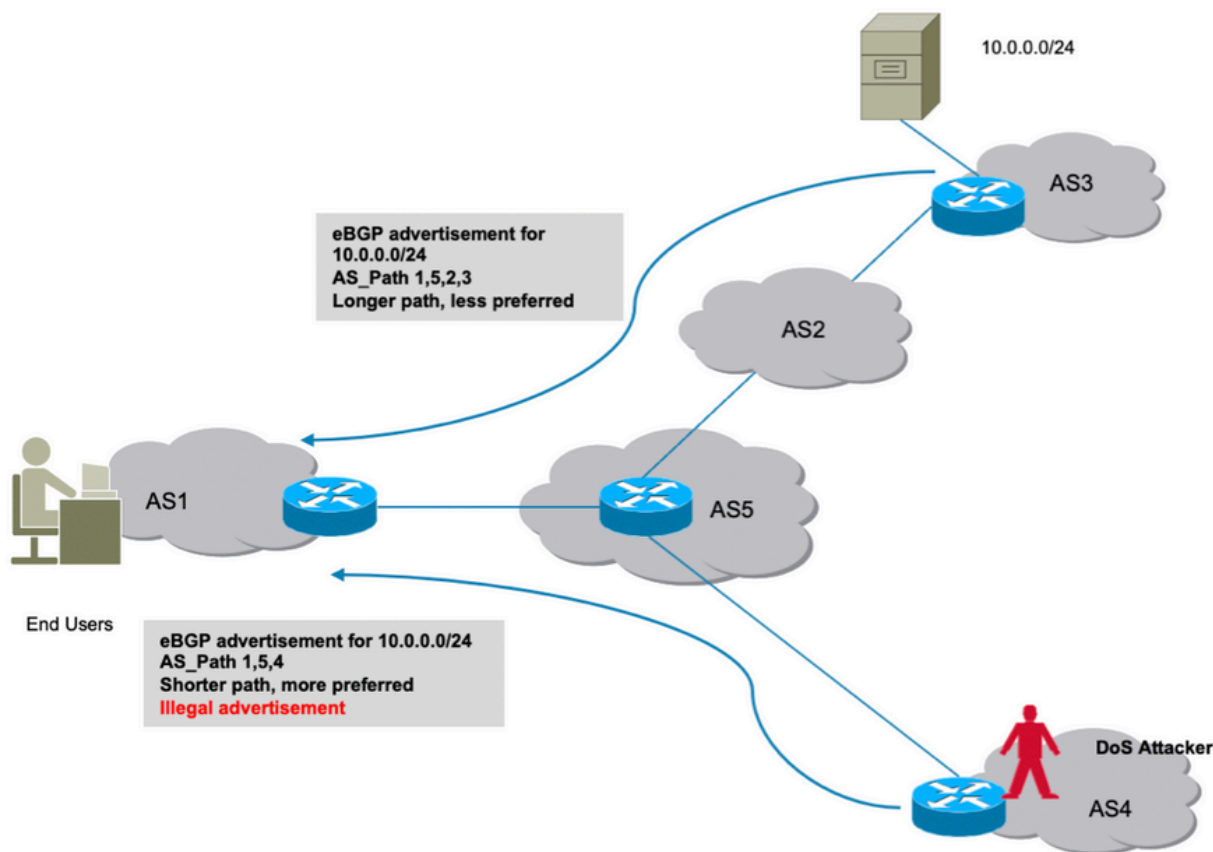 10.0.0.0/24
AS3
eBGP advertisement for
10.0.0.0/24
AS_Path 1,5,2,3
Longer path, less preferred
AS2
AS1
AS5
End Users
eBGP advertisement for 10.0.0.0/24
AS_Path 1,5,4
Shorter path, more preferred
Illegal advertisement
DoS Attacker
AS4